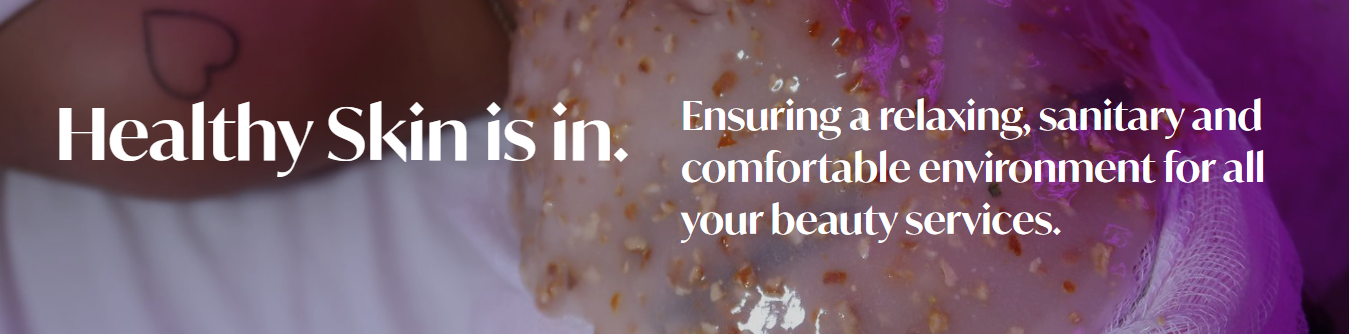 Healthy Skin is in.
Ensuring a relaxing, sanitary and
comfortable environment for all
your beauty services.